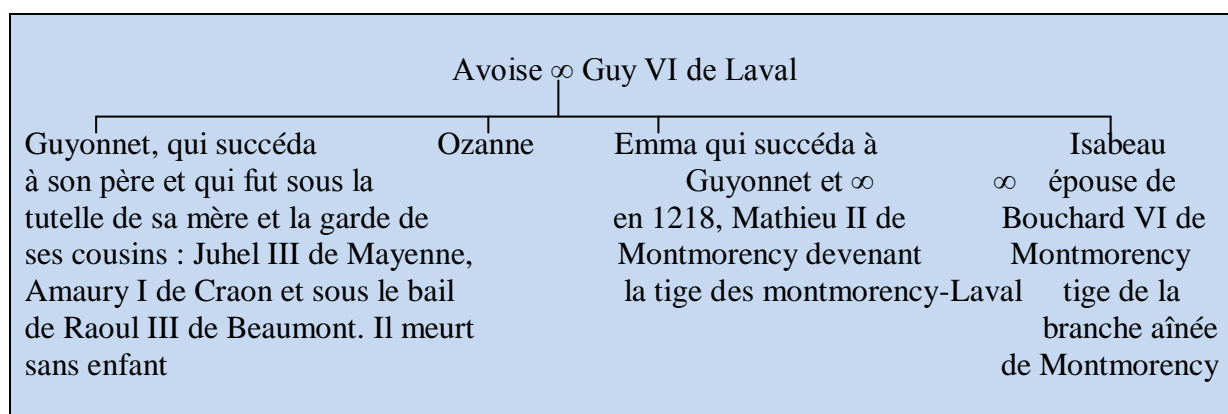 Avoise ∞ Guy VI de Laval
Guyonnet, qui succéda
à son père et qui fut sous la
tutelle de sa mère et la garde de
ses cousins : Juhel III de Mayenne,
Amaury I de Craon et sous le bail
de Raoul III de Beaumont. Il meurt
sans enfant
Ozanne
Emma qui succéda à
Guyonnet et ∞
en 1218, Mathieu II de
Montmorency devenant
la tige des montmorency-Laval
Isabeau
∞ épouse de
Bouchard VI de
Montmorency
tige de la
branche aînée
de Montmorency